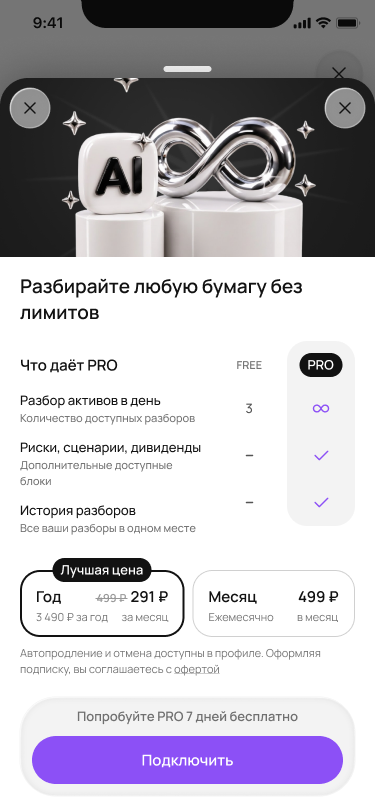 9:41
AI
Разбирайте любую бумагу без
лимитов
Что даёт PRO FREE PRO
Разбор активов в день
Количество доступных разборов
3 ∞
Риски, сценарии, дивиденды
Дополнительные доступные
блоки
–
История разборов
Все ваши разборы в одном месте
–
Лучшая цена
Год 499 ₽ 291 ₽
3 490 ₽ за год за месяц
Месяц 499 ₽
Ежемесячно в месяц
Автопродление и отмена доступны в профиле. Оформляя
подписку, вы соглашаетесь с офертой
Попробуйте PRO 7 дней бесплатно
Подключить